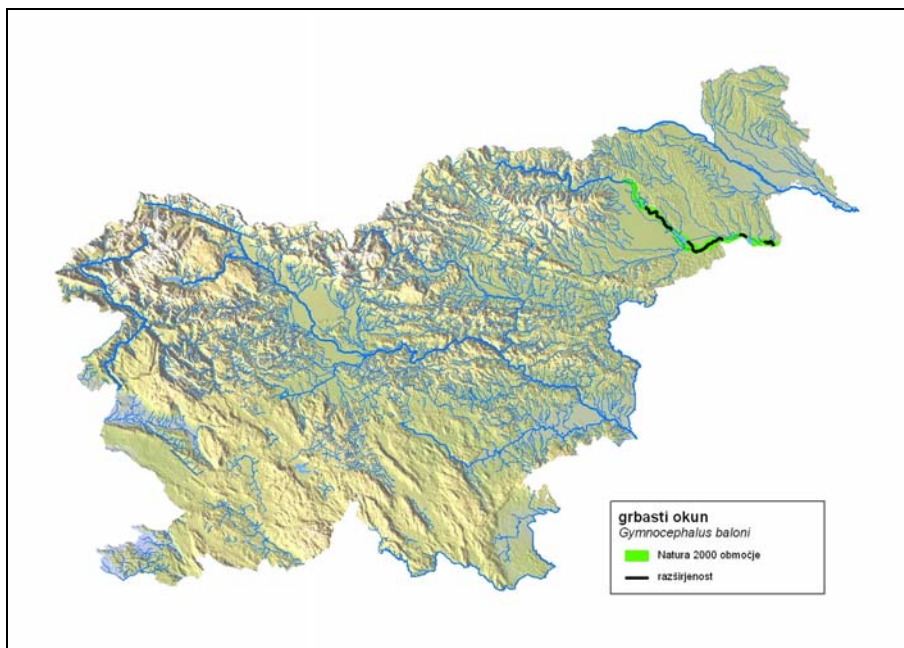 grbasti okun
Gymnocephalus baloni
Natura 2000 območje
razširjenost